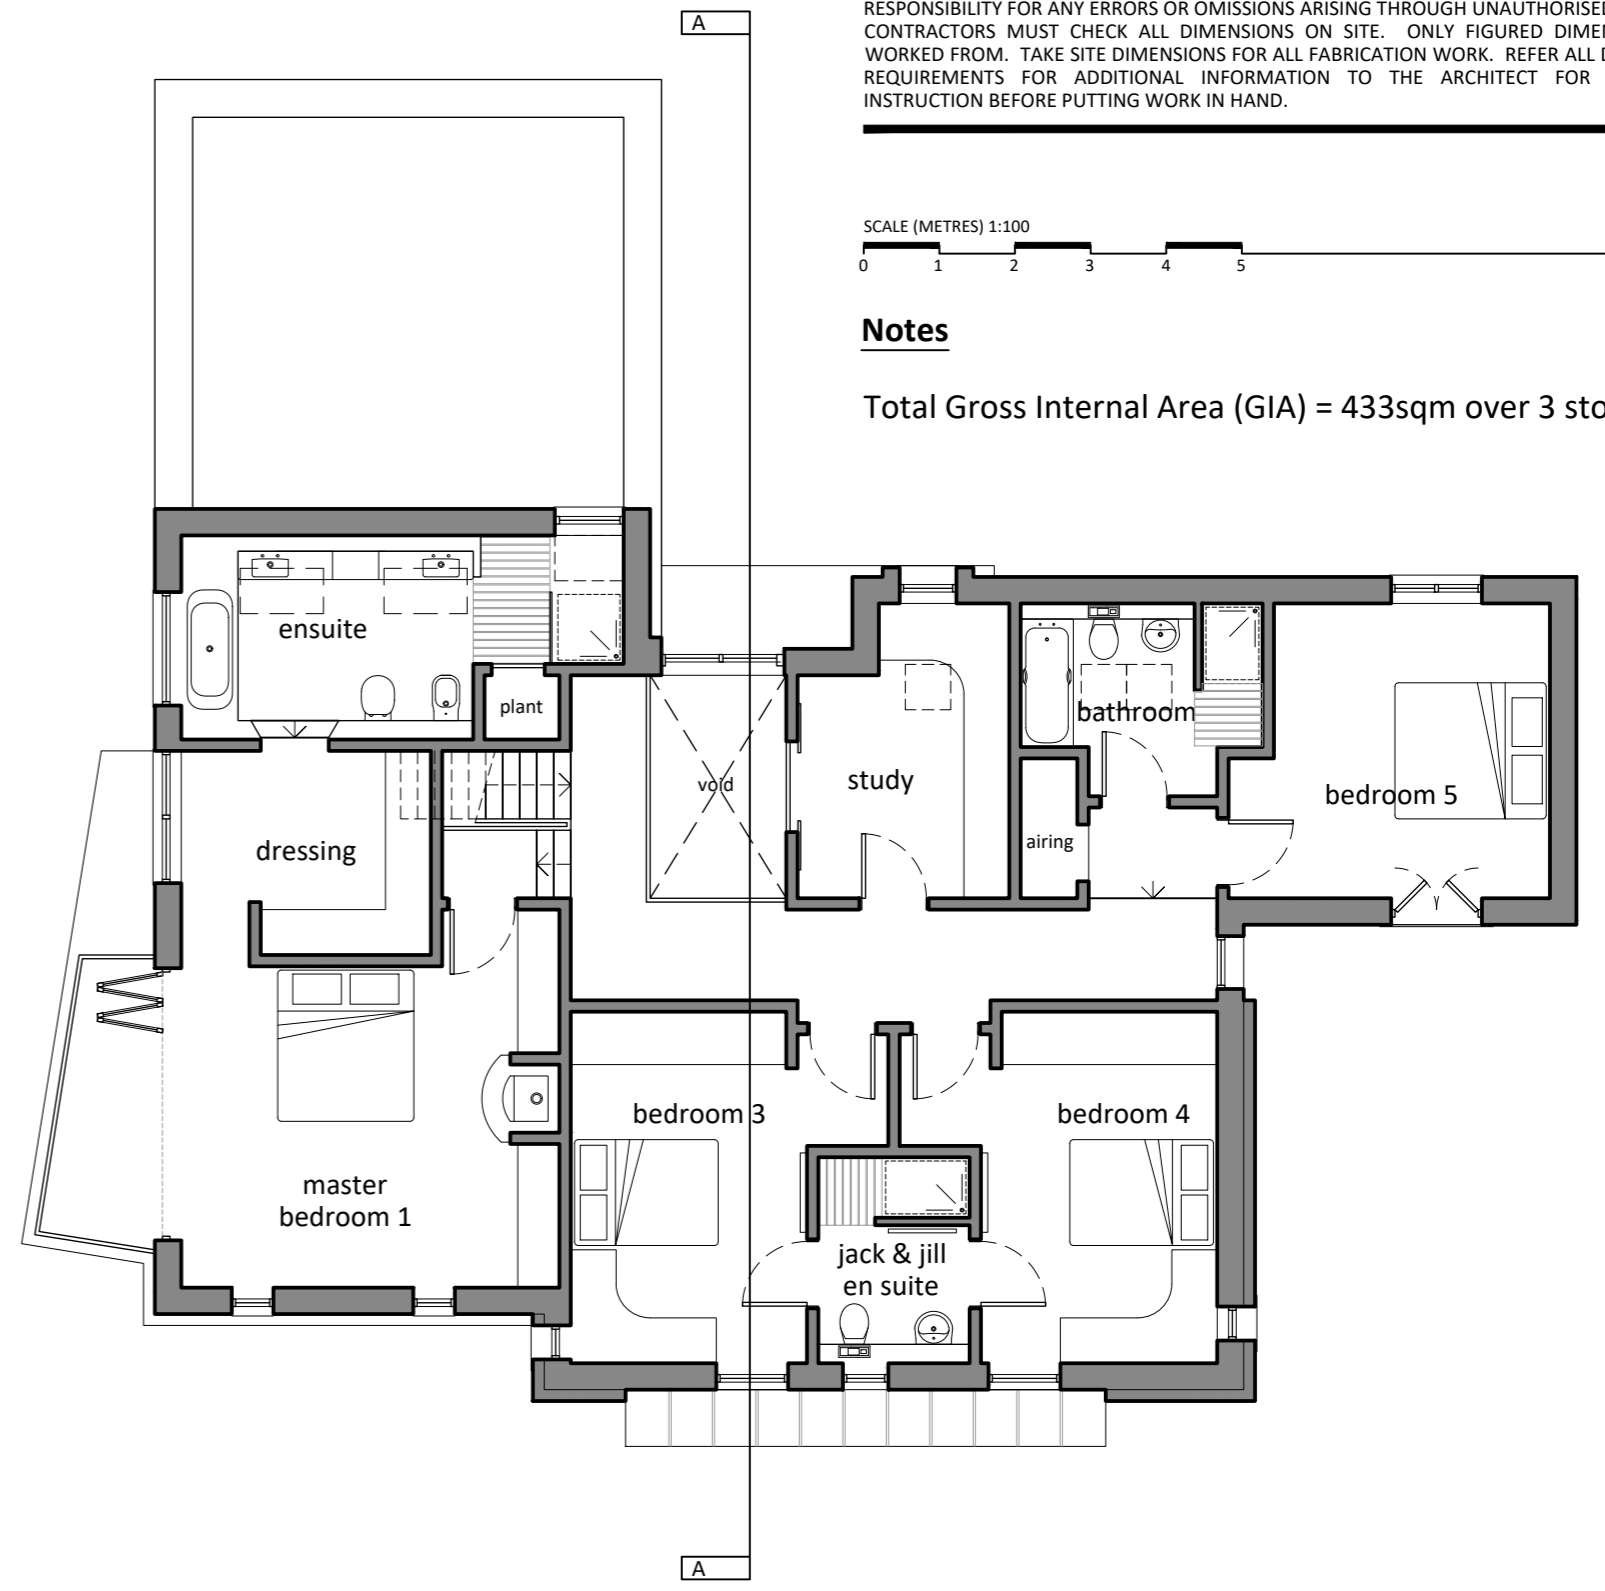 A
RESPONSIBILITY FOR ANY ERRORS OR OMISSIONS ARISING THROUGH UNAUTHORISED
CONTRACTORS MUST CHECK ALL DIMENSIONS ON SITE. ONLY FIGURED
WORKED FROM. TAKE SITE DIMENSIONS FOR ALL FABRICATION WORK. REFER ALL
REQUIREMENTS FOR ADDITIONAL INFORMATION TO THE ARCHITECT FOR
INSTRUCTION BEFORE PUTTING WORK IN HAND.
SCALE (METRES) 1:100
0 1 2 3 4 5
Notes
Total Gross Internal Area (GIA) = 433sqm over 3
ensuite
plant
bathroom
void
study
bedroom 5
airing
dressing
bedroom 3
bedroom 4
master
bedroom 1
jack & jill
en suite
A